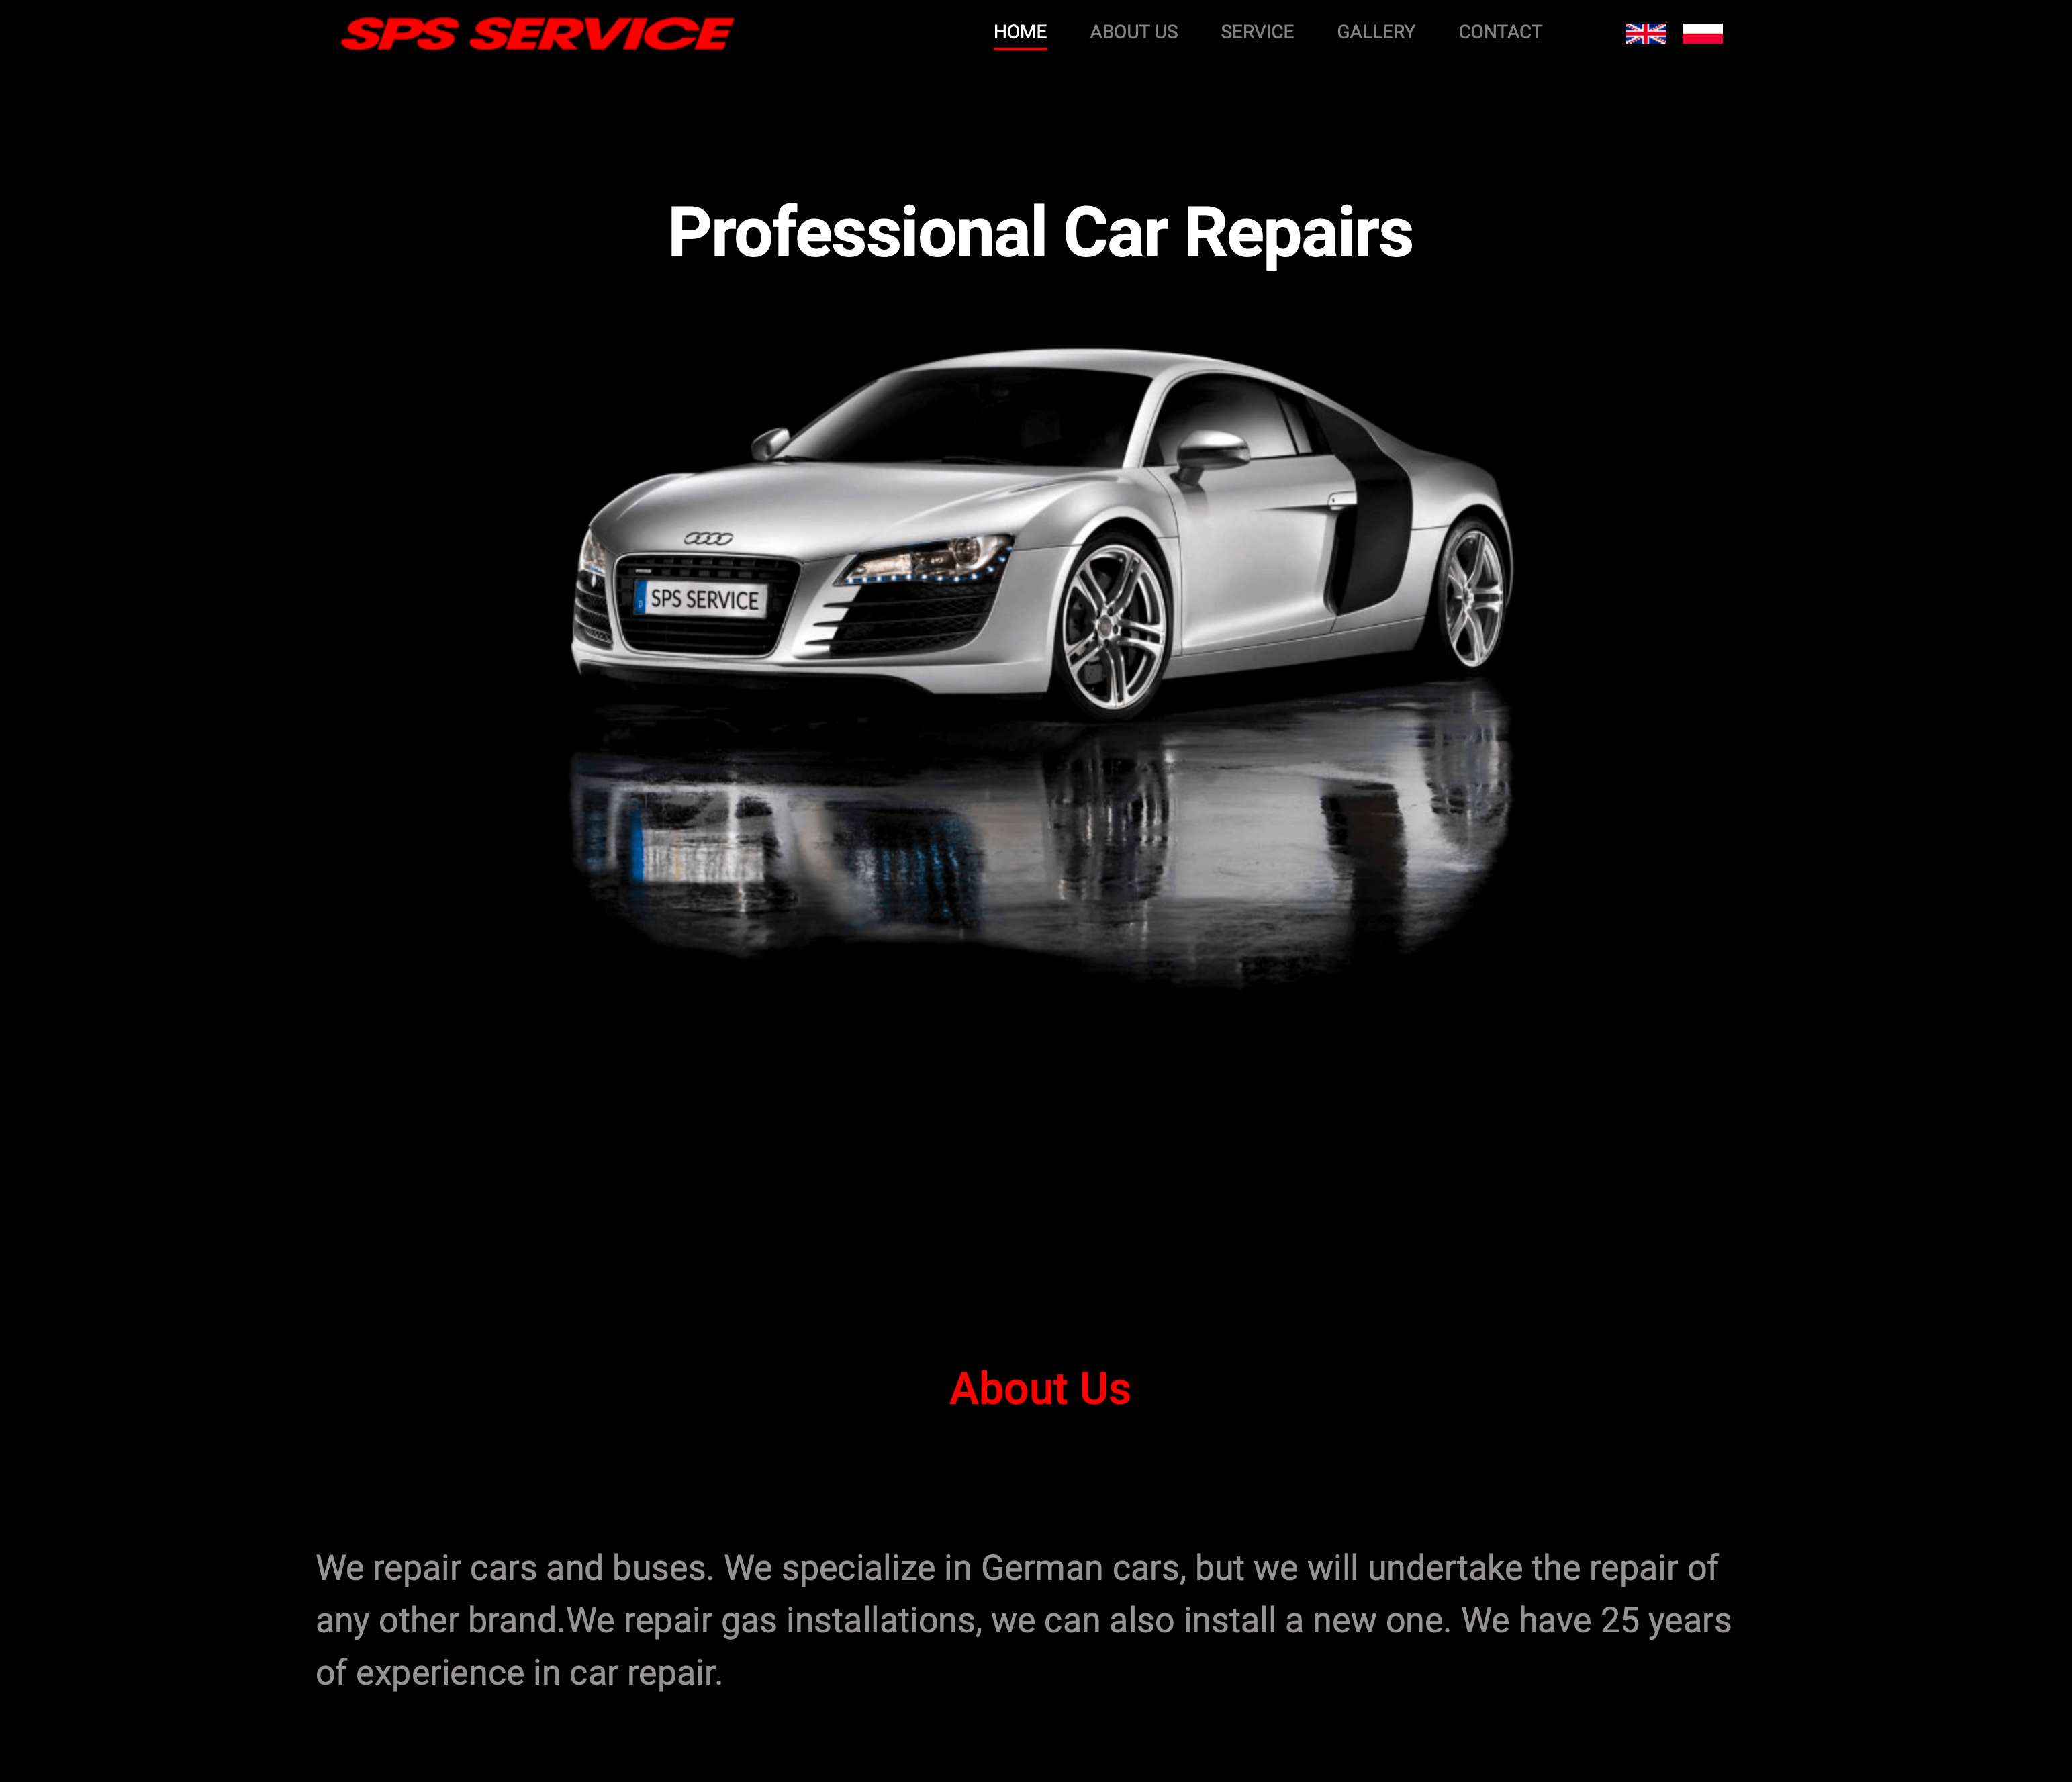 SPS SERVICE
HOME ABOUT US SERVICE GALLERY CONTACT
Professional Car Repairs
SPS SERVICE
About Us
We repair cars and buses. We specialize in German cars, but we will undertake the repair of
any other brand.We repair gas installations, we can also install a new one. We have 25 years
of experience in car repair.